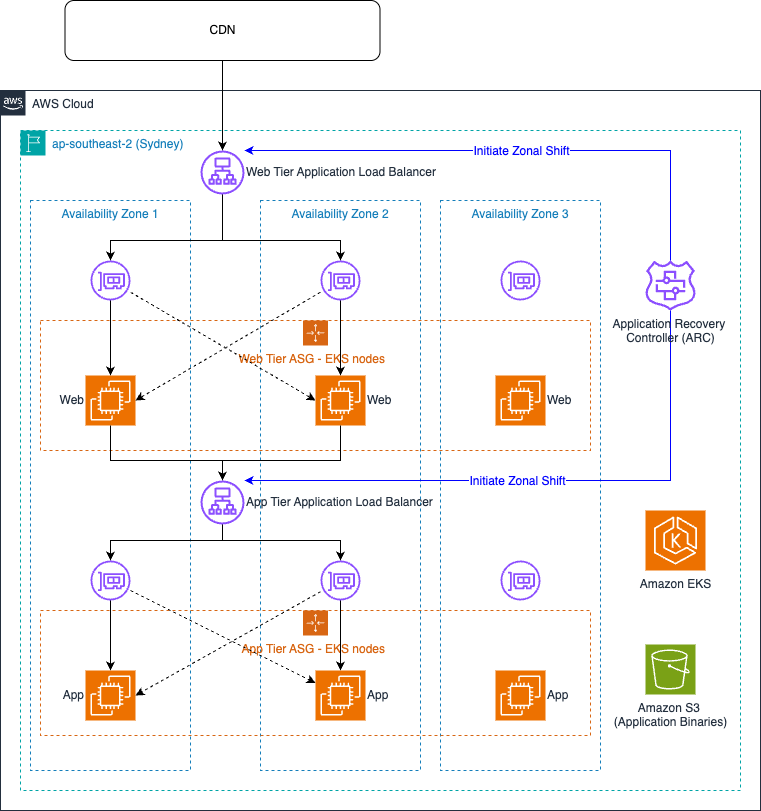 CDN
aws
AWS Cloud
ap-southeast-2 (Sydney)
Initiate Zonal Shift
Web Tier Application Load Balancer
Availability Zone 1
Availability Zone 2
Availability Zone 3
Application Recovery
Controller (ARC)
Web Tier ASG - EKS nodes
Web
Web
Web
Initiate Zonal Shift
App Tier Application Load Balancer
K
Amazon EKS
App Tier ASG - EKS nodes
App
App
App
Amazon S3
(Application Binaries)